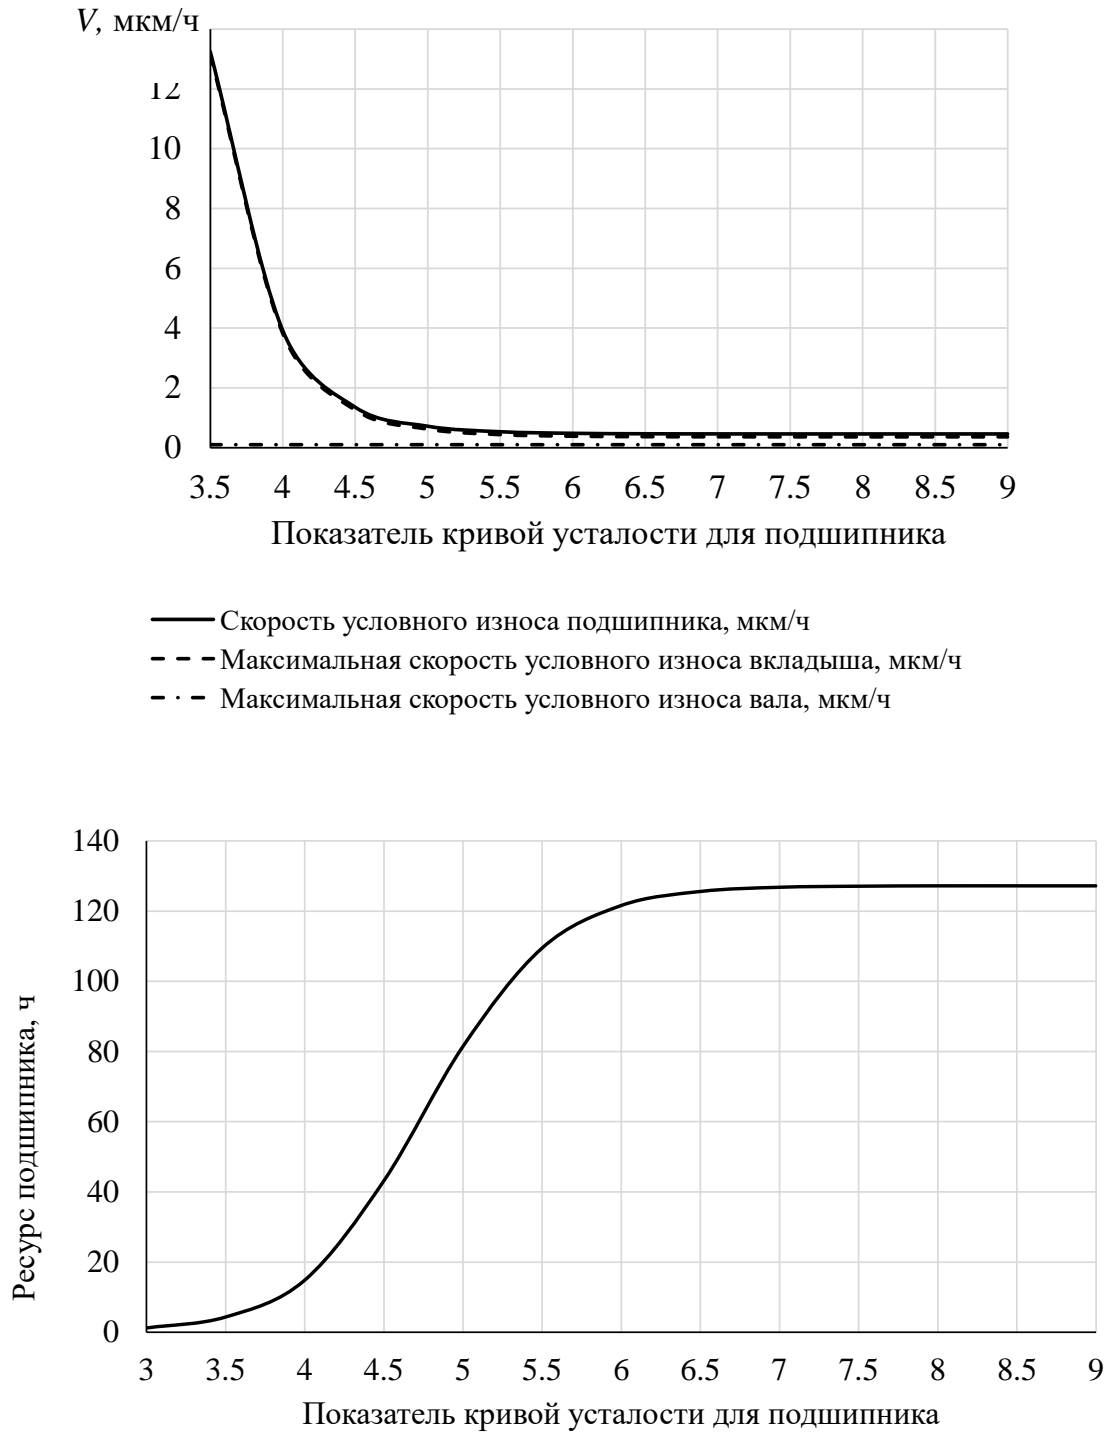 V, мкм/ч
12
10
8
6
4
2
0
3.5 4 4.5 5 5.5 6 6.5 7 7.5 8 8.5 9
Показатель кривой усталости для подшипника
Скорость условного износа подшипника, мкм/ч
Максимальная скорость условного износа вкладыша, мкм/ч
Максимальная скорость условного износа вала, мкм/ч
140
120
100
80
60
40
20
0
Ресурс подшипника, ч
3 3.5 4 4.5 5 5.5 6 6.5 7 7.5 8 8.5 9
Показатель кривой усталости для подшипника